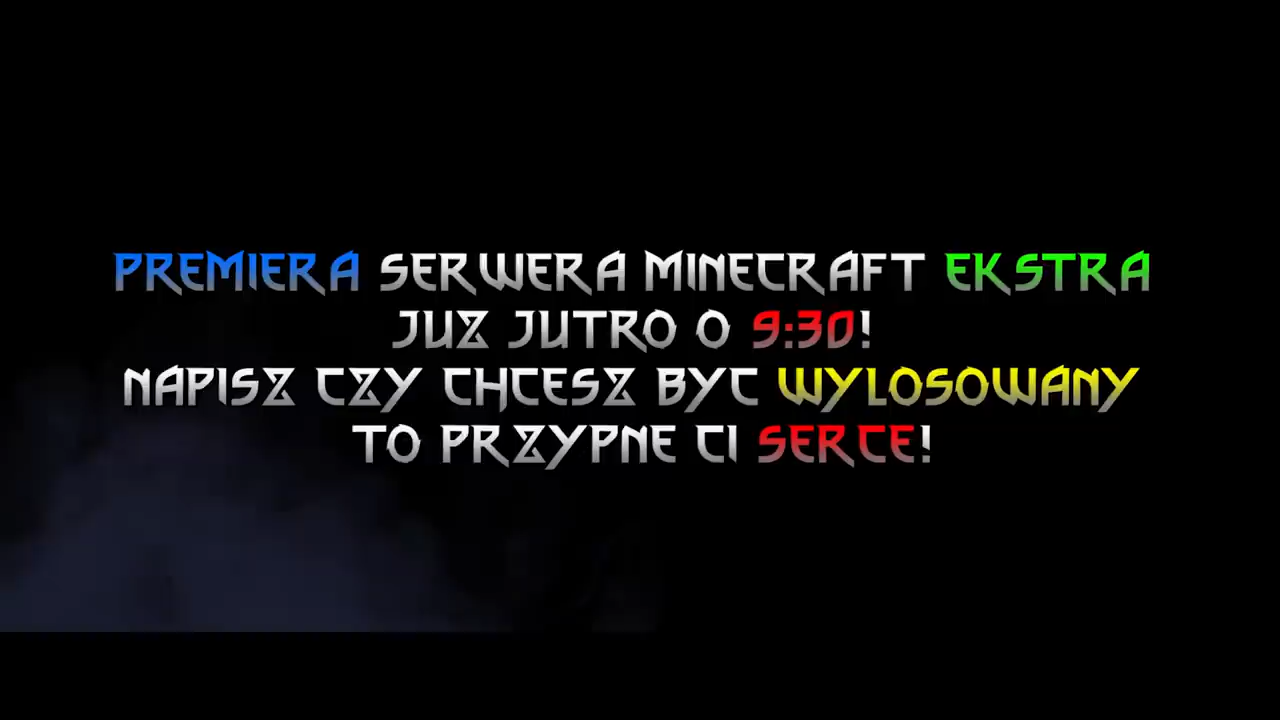 PREMIERA SERWERA MINECRAFT EKSTRA
JUZ JUTRO O 9:30!
NAPISZ CZY CHCESZ BYC WYLOSOWANY
TO PRZYPNE CI SERCE!